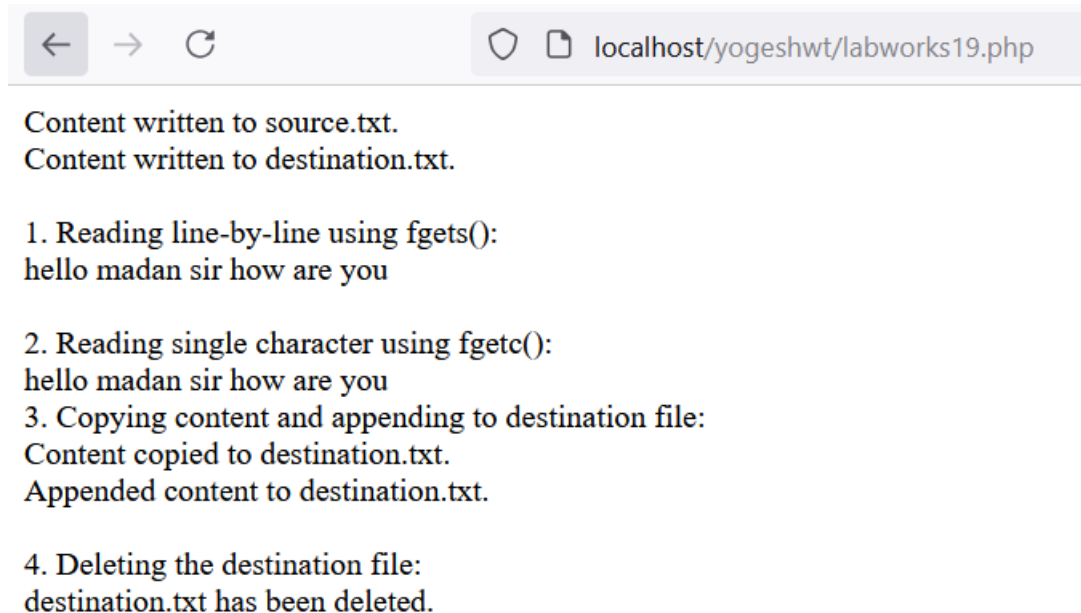 localhost/yogeshwt/labworks19.php
Content written to source.txt.
Content written to destination.txt.
1. Reading line-by-line using fgets():
hello madan sir how are you
2. Reading single character using fgetc():
hello madan sir how are you
3. Copying content and appending to destination file:
Content copied to destination.txt.
Appended content to destination.txt.
4. Deleting the destination file:
destination.txt has been deleted.